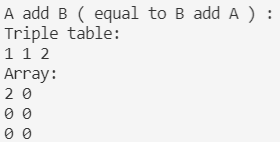 A add B ( equal to B add A ) :
Triple table:
1 1 2
Array:
2 0
0 0
0 0